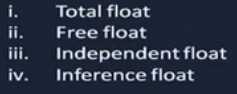 i. Total float
ii. Free float
iii. Independent float
iv. Inference float